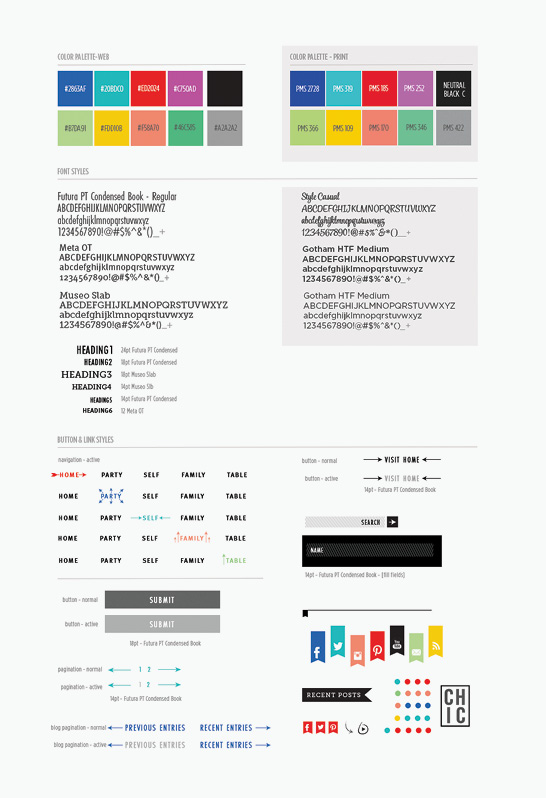 COLOR PALETTE-WEB
#2863AF #20BDCD #ED2024 #C750AD
#B7DA91 #FDD108 #F58A70 #46C585 #A2A2A2
COLOR PALETTE - PRINT
PMS 2728 PMS 319 PMS 185 PMS 252 NEUTRAL BLACK C
PMS 366 PMS 109 PMS 170 PMS 346 PMS 422
FONT STYLES
Futura PT Condensed Book - Regular
ABCDEFGHIJKLMNOPQRSTUVWXYZ
abcdefghijklmnopqrstuvwxyz
1234567890!@#$%^&*()_+
Meta OT
ABCDEFGHIJKLMNOPQRSTUVWXYZ
abcdefghijklmnopqrstuvwxyz
1234567890!@#$%^&*()_+
Museo Slab
ABCDEFGHIJKLMNOPQRSTUVWXYZ
abcdefghijklmnopqrstuvwxyz
1234567890!@#$%^&*()_+
Style Casual
ABCDEFGHIJKLMNOPQRSTUVWXYZ
abcdefghijklmnopqrstuvwxyz
1234567890!@#$%^&*()_+
Gotham HTF Medium
ABCDEFGHIJKLMNOPQRSTUVWXYZ
abcdefghijklmnopqrstuvwxyz
1234567890!@#$%^&*()_+
Gotham HTF Medium
ABCDEFGHIJKLMNOPQRSTUVWXYZ
abcdefghijklmnopqrstuvwxyz
1234567890!@#$%^&*()_+
HEADING1 24pt Futura PT Condensed
HEADING2 18pt Futura PT Condensed
HEADING3 18pt Museo Slab
HEADING4 14pt Museo Slb
HEADING5 14pt Futura PT Condensed
HEADING6 12 Meta OT
BUTTON & LINK STYLES
navigation - active
HOME PARTY SELF FAMILY TABLE
HOME PARTY SELF FAMILY TABLE
HOME PARTY SELF FAMILY TABLE
HOME PARTY SELF FAMILY TABLE
HOME PARTY SELF FAMILY TABLE
button - normal SUBMIT
button - active SUBMIT
18pt - Futura PT Condensed Book
pagination - normal 1 2
pagination - active 1 2
14pt - Futura PT Condensed Book
blog pagination - normal PREVIOUS ENTRIES RECENT ENTRIES
blog pagination - active PREVIOUS ENTRIES RECENT ENTRIES
button - normal VISIT HOME
button - active VISIT HOME
14pt - Futura PT Condensed Book
SEARCH
NAME
14pt - Futura PT Condensed Book - (fill fields)
You Tube
RECENT POSTS
CH
IC